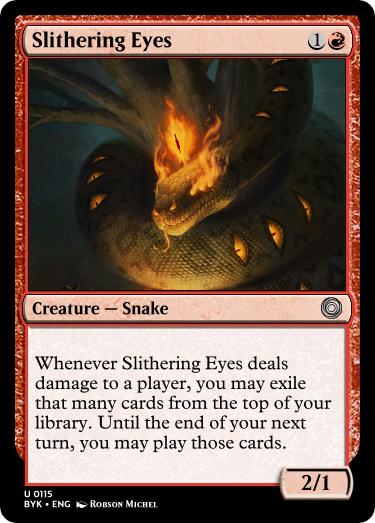 Slithering Eyes 1
Creature — Snake
Whenever Slithering Eyes deals
damage to a player, you may exile
that many cards from the top of your
library. Until the end of your next
turn, you may play those cards.
2/1
U 0115
BYK • ENG Robson Michel